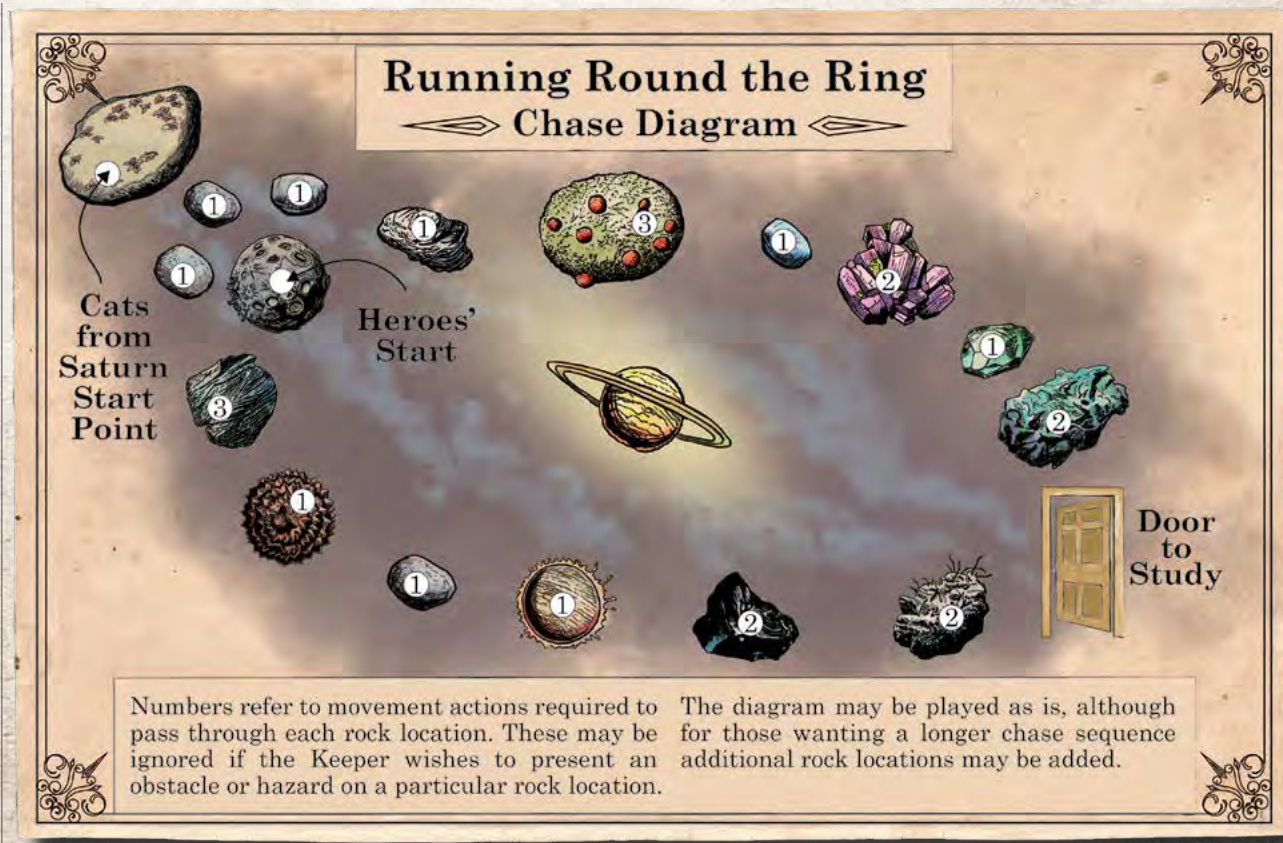 Running Round the Ring
Chase Diagram
1
1
1
1
3
1
2
1
2
3
1
1
1
2
2
Cats
from
Saturn
Start
Point
Heroes'
Start
Door
to
Study
Numbers refer to movement actions required to
pass through each rock location. These may be
ignored if the Keeper wishes to present an
obstacle or hazard on a particular rock location.
The diagram may be played as is, although
for those wanting a longer chase sequence
additional rock locations may be added.